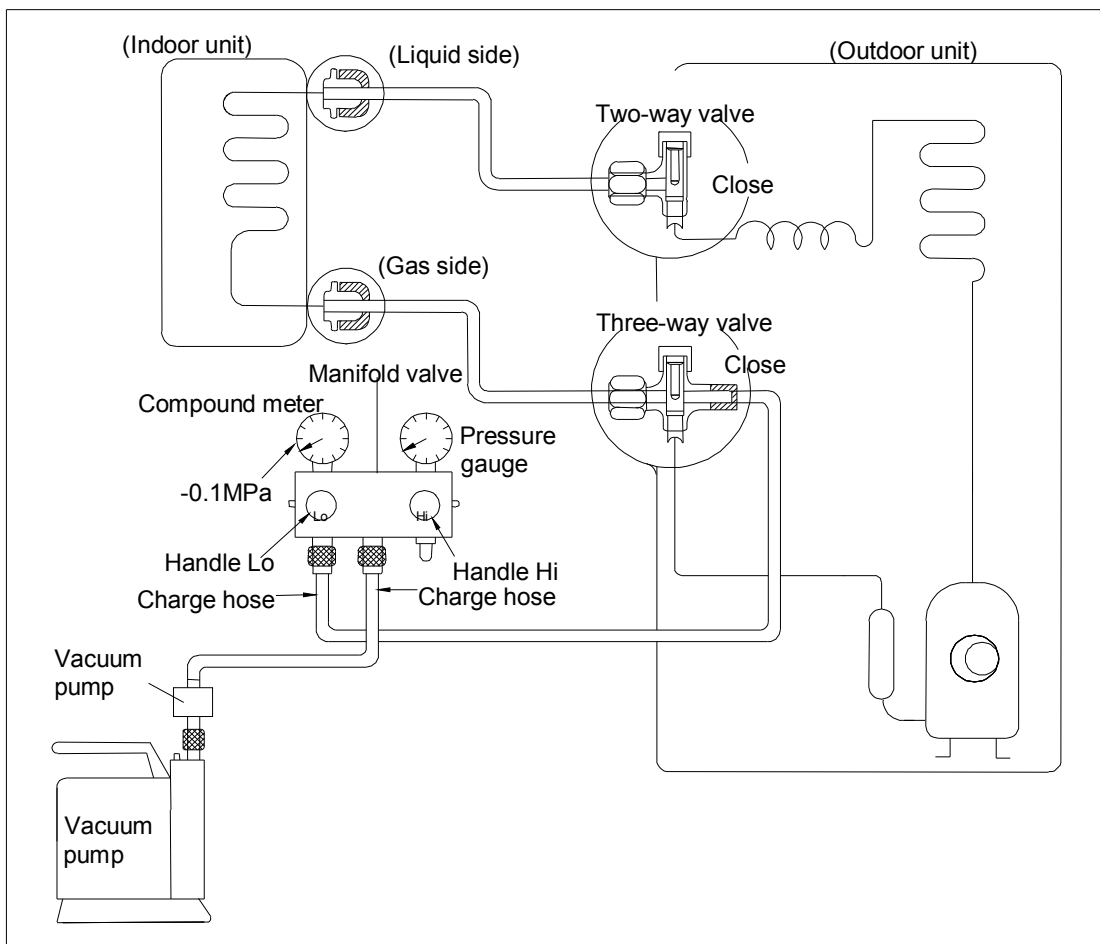 (Indoor unit)
(Liquid side)
(Outdoor unit)
Two-way valve
Close
(Gas side)
Three-way valve
Close
Manifold valve
Compound meter
Pressure
gauge
-0.1MPa
Lo
Hi
Handle Lo
Handle Hi
Charge hose
Charge hose
Vacuum
pump
Vacuum
pump